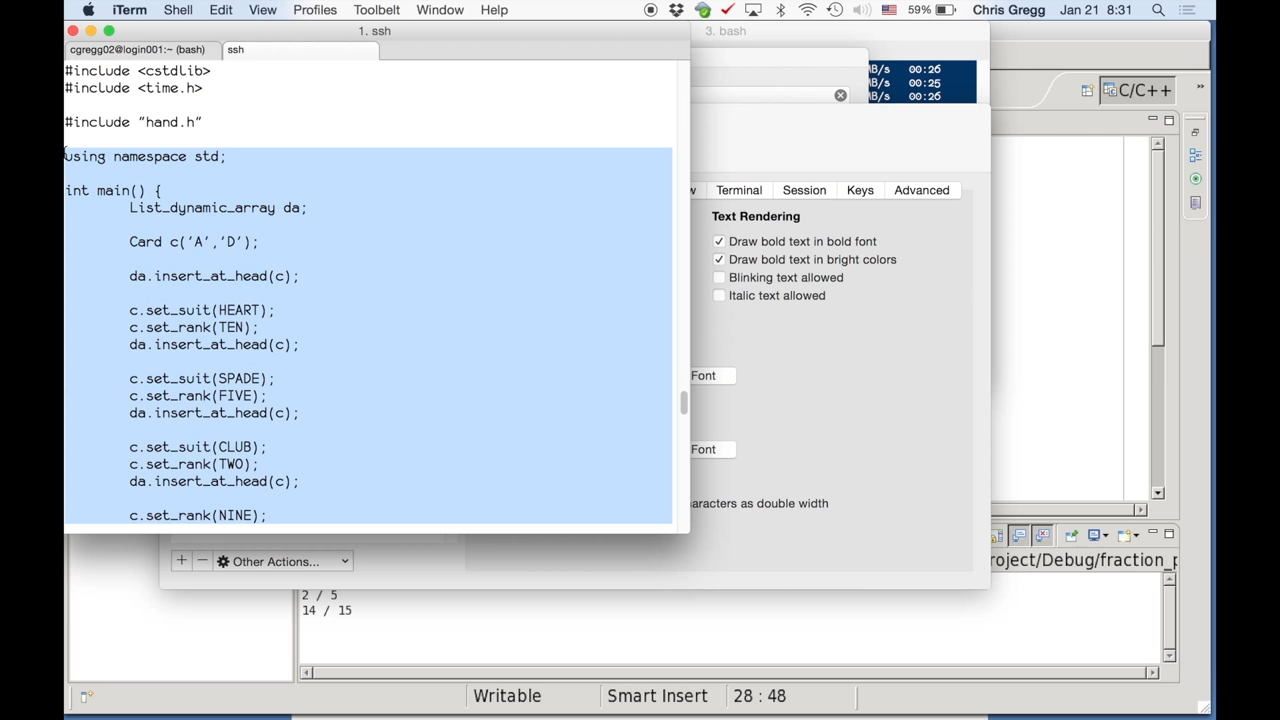 iTerm Shell Edit View Profiles Toolbelt Window Help 59% Chris Gregg Jan 21 8:31
1. ssh
3. bash
cgregg02@login001:~ (bash) ssh
#include <cstdlib>
#include <time.h>
#include "hand.h"
using namespace std;
int main() {
List_dynamic_array da;
Card c('A','D');
da.insert_at_head(c);
c.set_suit(HEART);
c.set_rank(TEN);
da.insert_at_head(c);
c.set_suit(SPADE);
c.set_rank(FIVE);
da.insert_at_head(c);
c.set_suit(CLUB);
c.set_rank(TWO);
da.insert_at_head(c);
c.set_rank(NINE);
MB/s 00:26
MB/s 00:25
MB/s 00:26
C/C++
w Terminal Session Keys Advanced
Text Rendering
Draw bold text in bold font
Draw bold text in bright colors
Blinking text allowed
Italic text allowed
Font
Font
aracters as double width
Other Actions...
roject/Debug/fraction_p
2 / 5
14 / 15
Writable Smart Insert 28 : 48